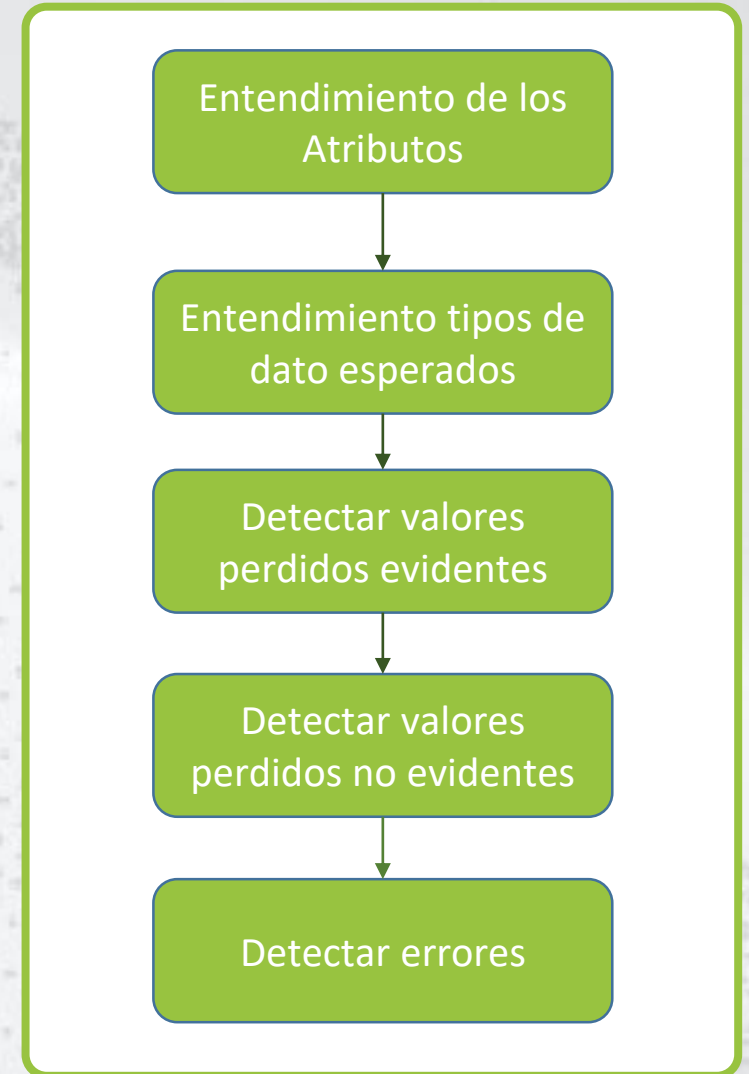 Entendimiento de los
Atributos
Entendimiento tipos de
dato esperados
Detectar valores
perdidos evidentes
Detectar valores
perdidos no evidentes
Detectar errores